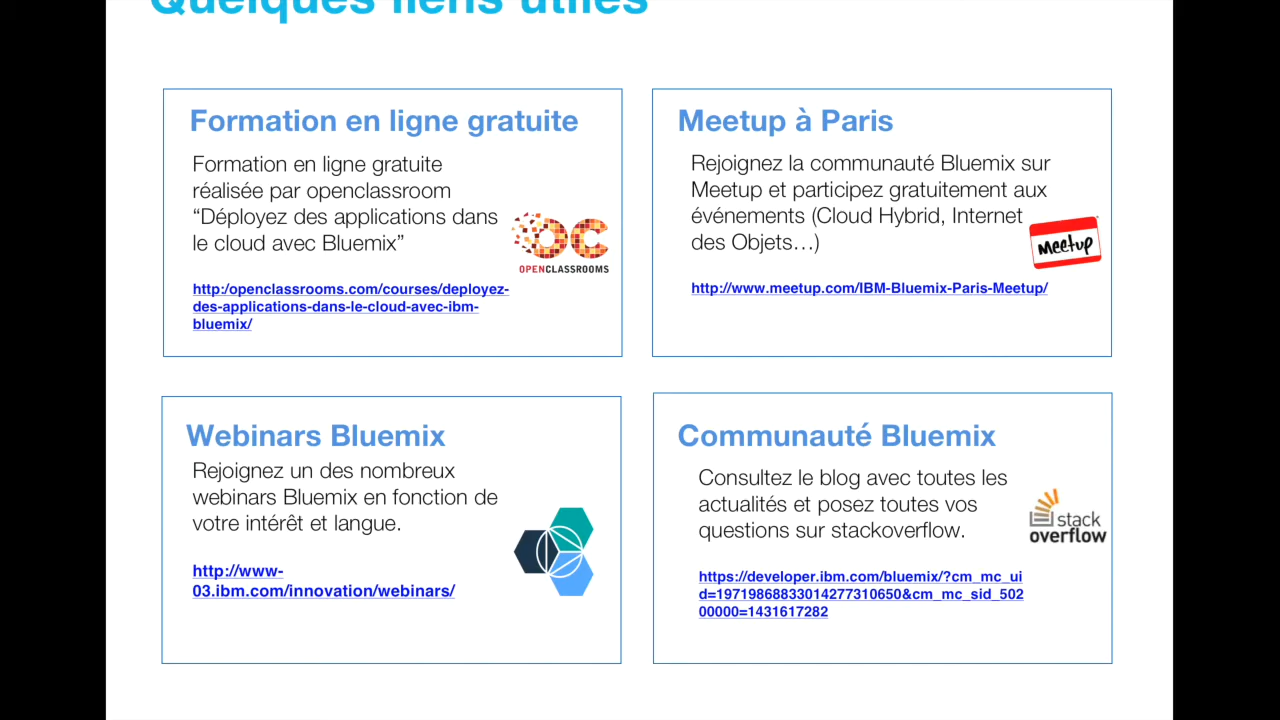 Quelques liens utiles
Formation en ligne gratuite
Formation en ligne gratuite
réalisée par openclassroom
“Déployez des applications dans
le cloud avec Bluemix”
OPENCLASSROOMS
http:/openclassrooms.com/courses/deployez-
des-applications-dans-le-cloud-avec-ibm-
bluemix/
Meetup à Paris
Rejoignez la communauté Bluemix sur
Meetup et participez gratuitement aux
événements (Cloud Hybrid, Internet
des Objets…)
Meetup
http://www.meetup.com/IBM-Bluemix-Paris-Meetup/
Webinars Bluemix
Rejoignez un des nombreux
webinars Bluemix en fonction de
votre intérêt et langue.
http://www-
03.ibm.com/innovation/webinars/
Communauté Bluemix
Consultez le blog avec toutes les
actualités et posez toutes vos
questions sur stackoverflow.
stack
overflow
https://developer.ibm.com/bluemix/?cm_mc_ui
d=19719868833014277310650&cm_mc_sid_502
00000=1431617282